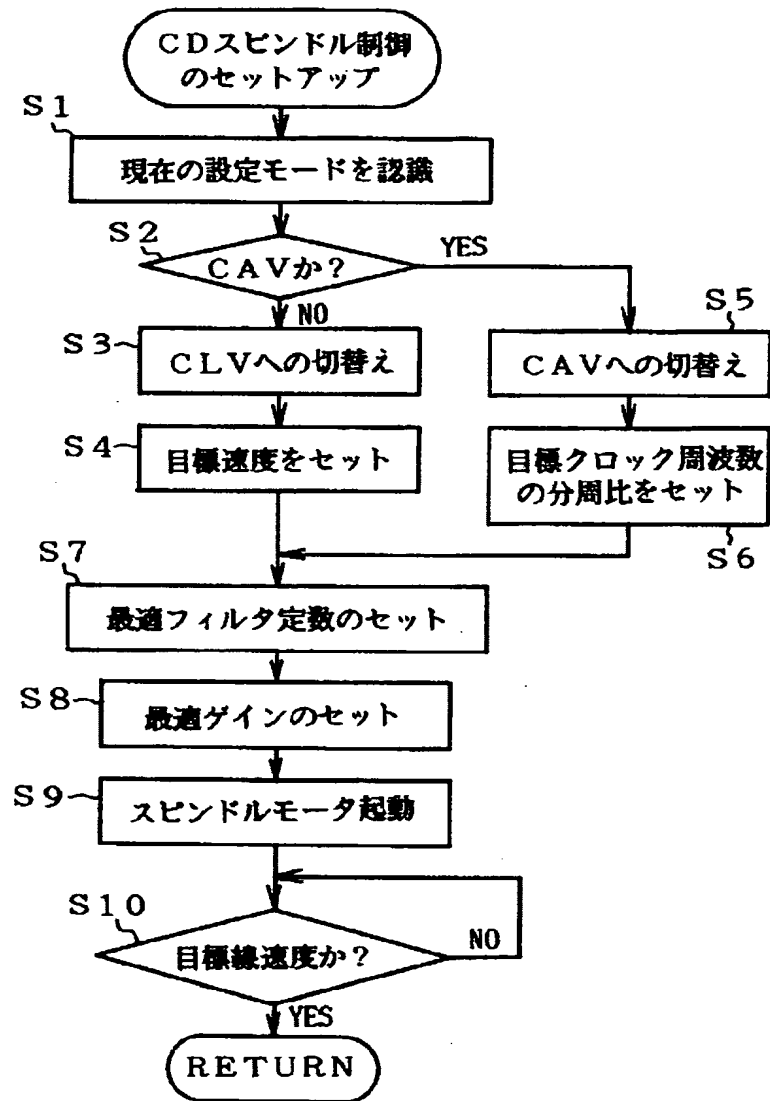 CDスピンドル制御
のセットアップ
S1
現在の設定モードを認識
S2
CAVか?
YES
NO
S3
CLVへの切替え
S5
CAVへの切替え
S4
目標速度をセット
目標クロック周波数
の分周比をセット
S6
S7
最適フィルタ定数のセット
S8
最適ゲインのセット
S9
スピンドルモータ起動
S10
目標線速度か?
NO
YES
RETURN